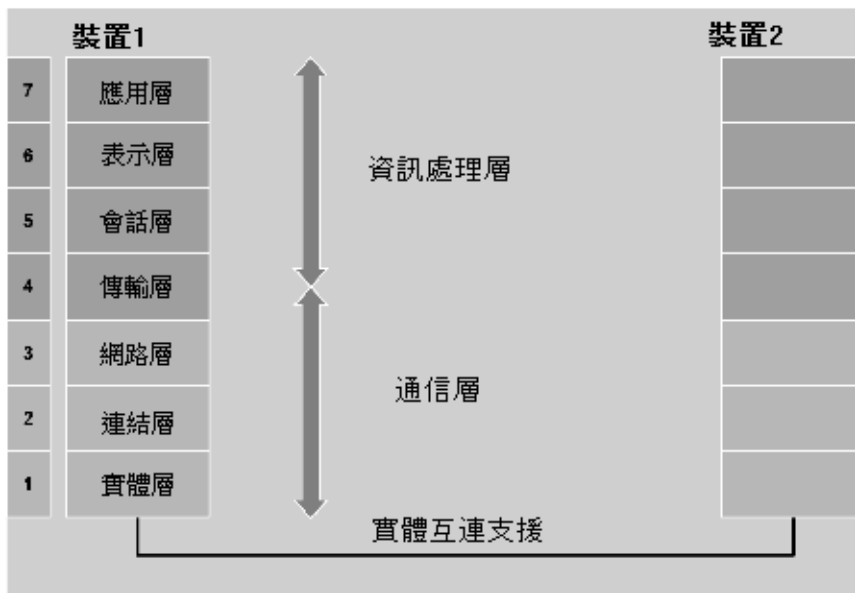 裝置1
裝置2
7
應用層
6
表示層
資訊處理層
5
會話層
4
傳輸層
3
網路層
通信層
2
連結層
1
實體層
實體互連支援